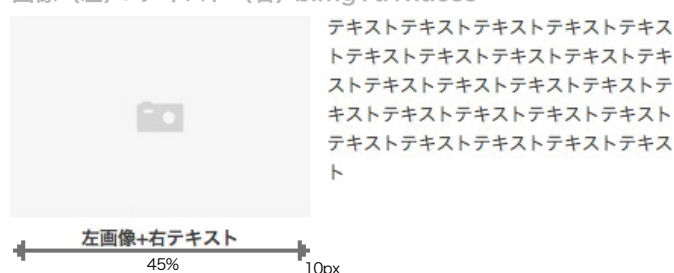 テキストテキストテキストテキストテキス
トテキストテキストテキストテキストテキ
ストテキストテキストテキストテキストテ
キストテキストテキストテキストテキスト
テキストテキストテキストテキストテキス
ト
左画像+右テキスト
45%
10px